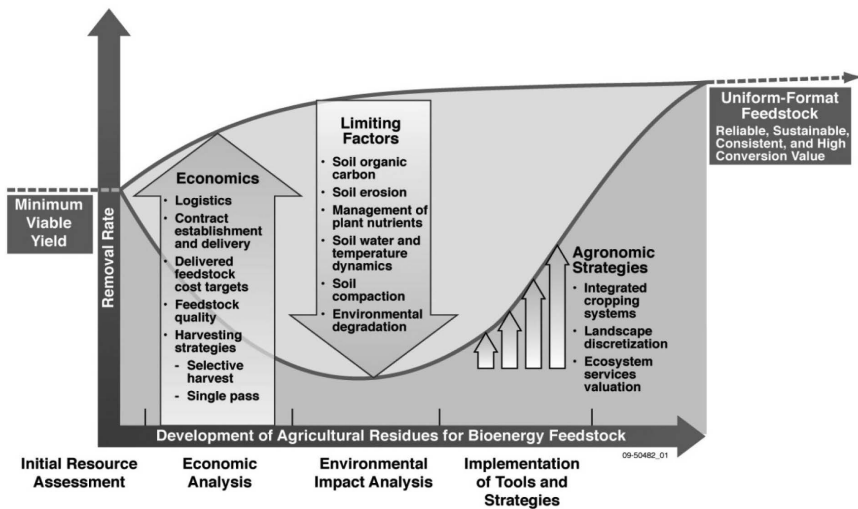 Uniform-Format
Feedstock
Reliable, Sustainable,
Consistent, and High
Conversion Value
Minimum
Viable
Yield
Removal Rate
Economics
· Logistics
· Contract
establishment
and delivery
· Delivered
feedstock
cost targets
· Feedstock
quality
· Harvesting
strategies
- Selective
harvest
- Single pass
Limiting
Factors
· Soil organic
carbon
· Soil erosion
· Management of
plant nutrients
· Soil water and
temperature
dynamics
· Soil
compaction
· Environmental
degradation
Agronomic
Strategies
· Integrated
cropping
systems
· Landscape
discretization
· Ecosystem
services
valuation
Development of Agricultural Residues for Bioenergy Feedstock
09-50482_01
Initial Resource
Assessment
Economic
Analysis
Environmental
Impact Analysis
Implementation
of Tools and
Strategies